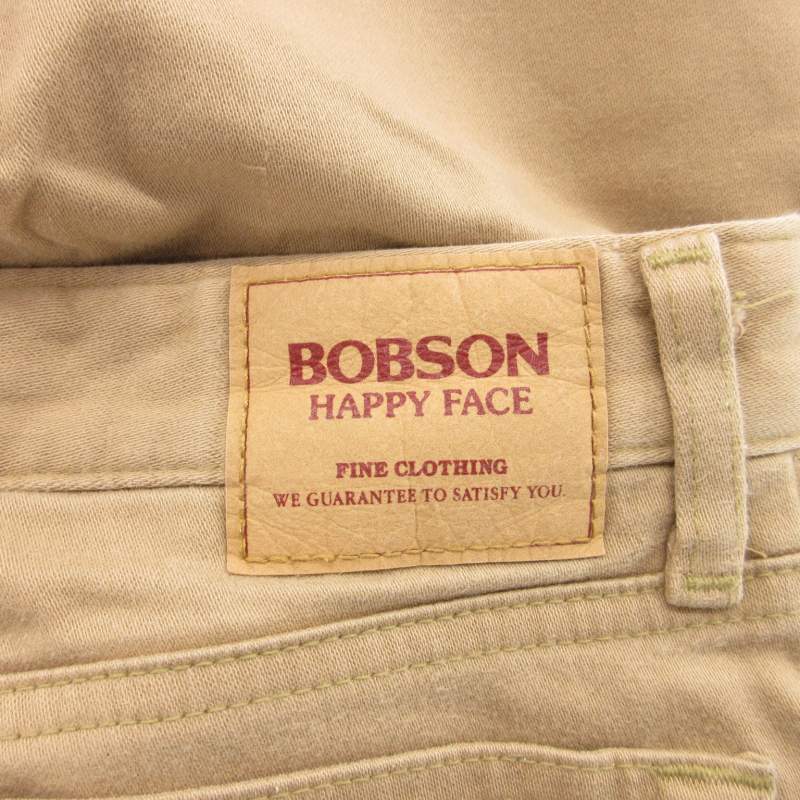 BOBSON
HAPPY FACE
FINE CLOTHING
WE GUARANTEE TO SATISFY YOU.